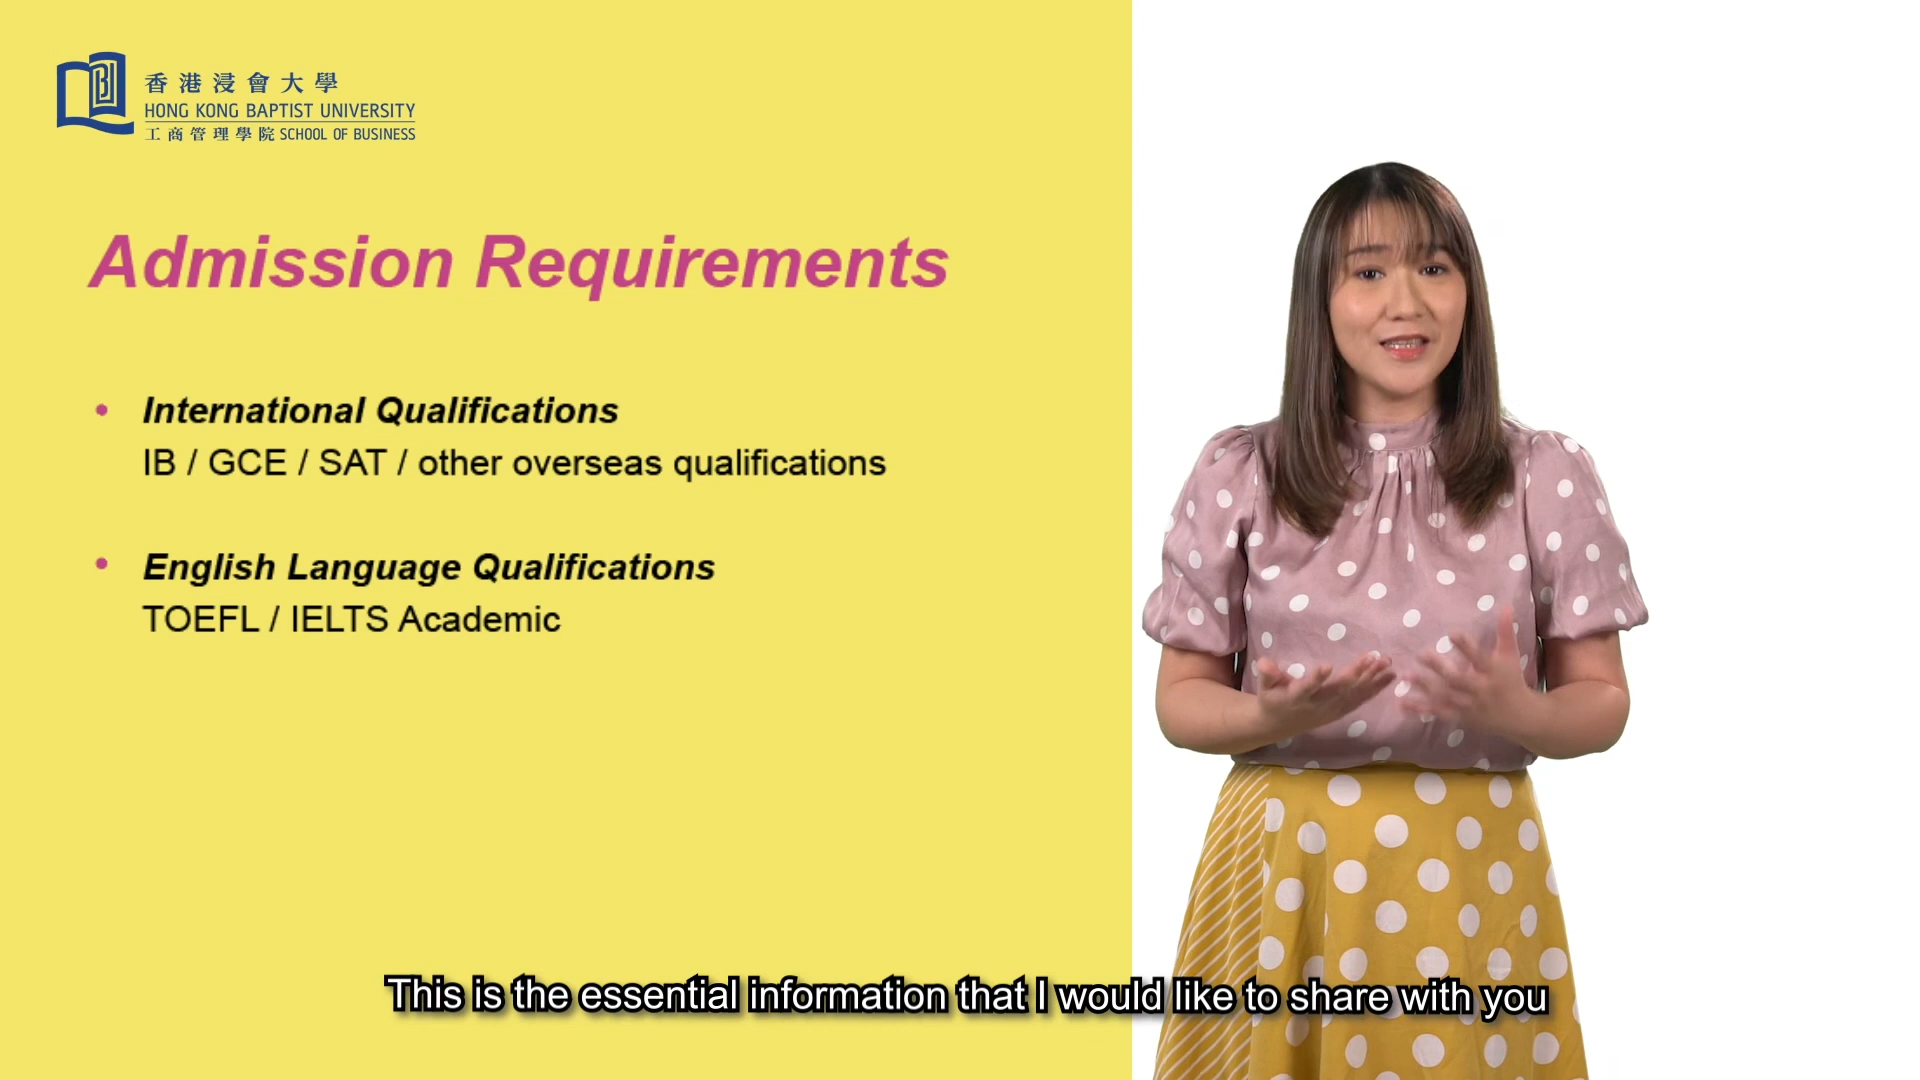 香港浸會大學
HONG KONG BAPTIST UNIVERSITY
工商管理學院 SCHOOL OF BUSINESS
Admission Requirements
• International Qualifications
IB / GCE / SAT / other overseas qualifications
• English Language Qualifications
TOEFL / IELTS Academic
This is the essential information that I would like to share with you